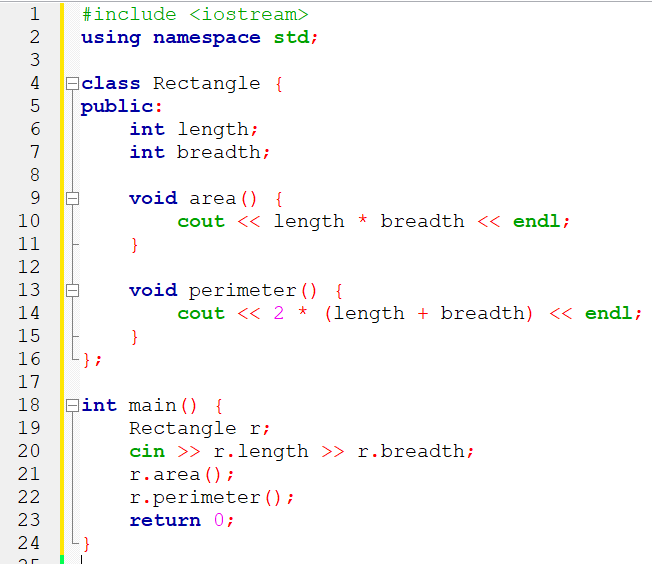 1 #include <iostream>
2 using namespace std;
3
4 class Rectangle {
5 public:
6     int length;
7     int breadth;
8
9     void area() {
10         cout << length * breadth << endl;
11     }
12
13     void perimeter() {
14         cout << 2 * (length + breadth) << endl;
15     }
16 };
17
18 int main() {
19     Rectangle r;
20     cin >> r.length >> r.breadth;
21     r.area();
22     r.perimeter();
23     return 0;
24 }
25